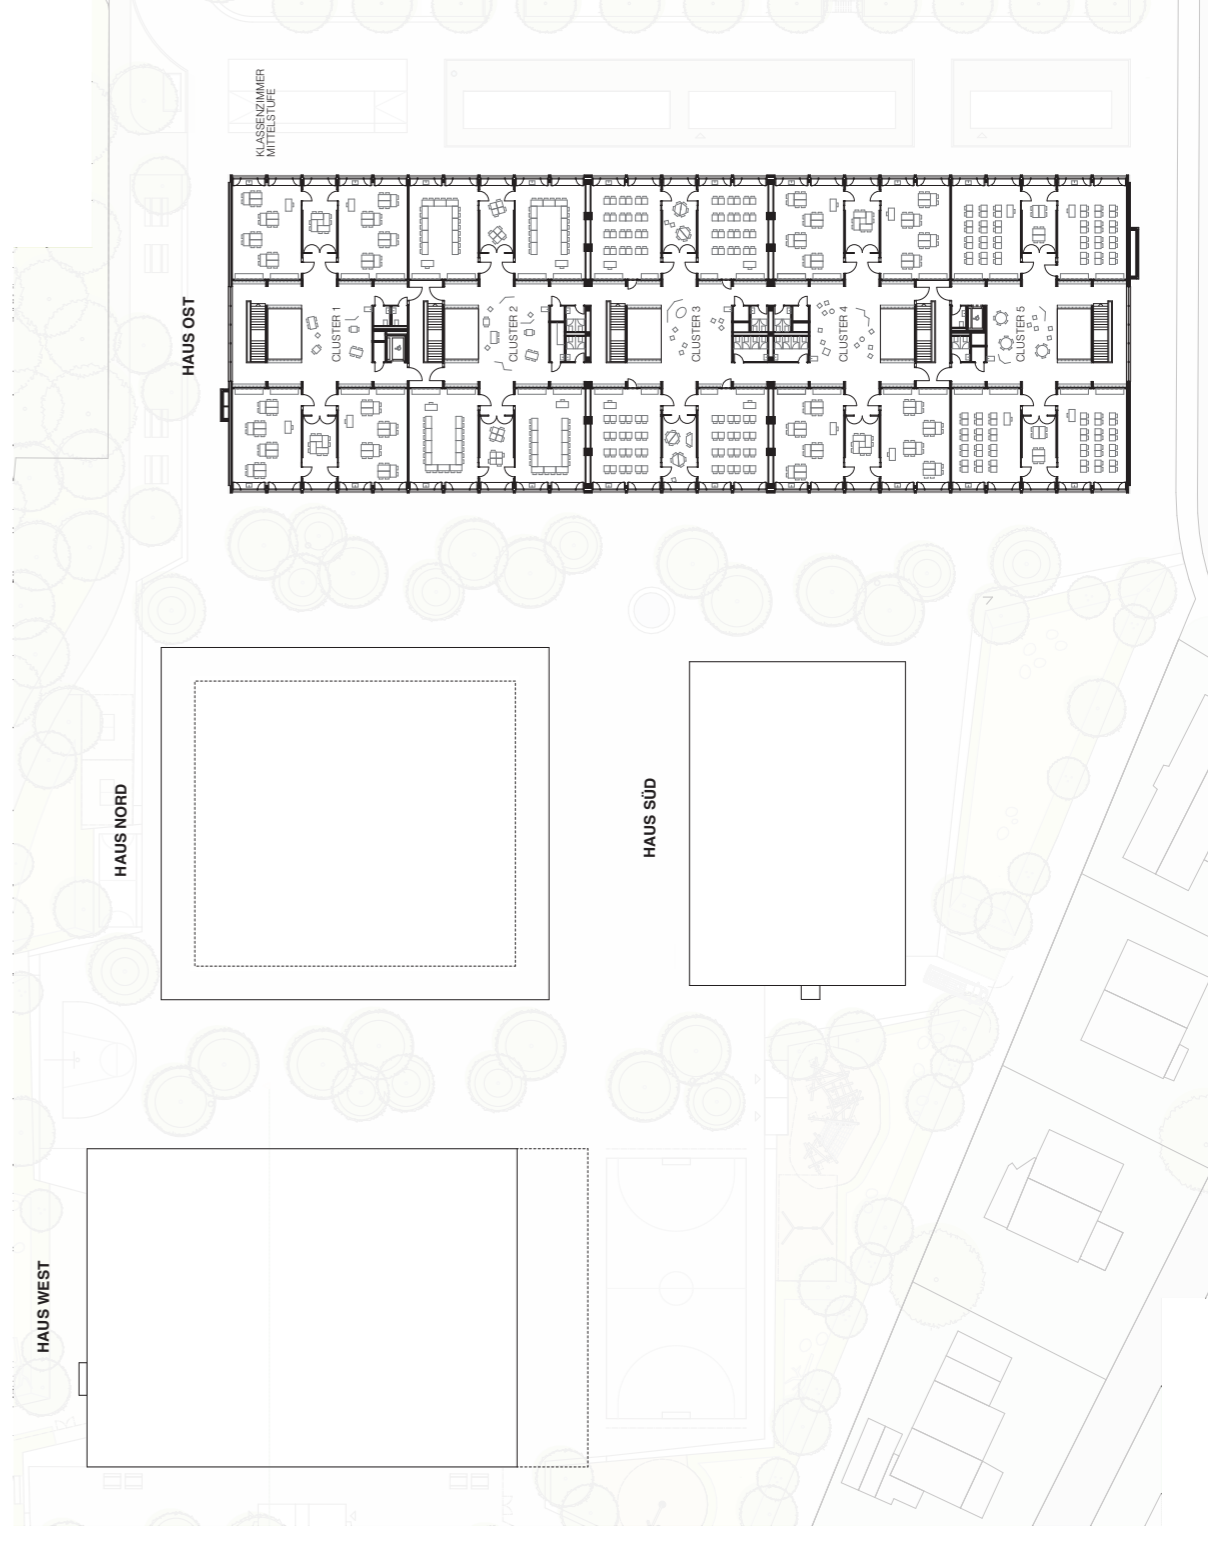 KLASSENZIMMER
MITTELSTUFE
HAUS OST
CLUSTER 1
CLUSTER 2
CLUSTER 3
CLUSTER 4
CLUSTER 5
HAUS NORD
HAUS SÜD
HAUS WEST